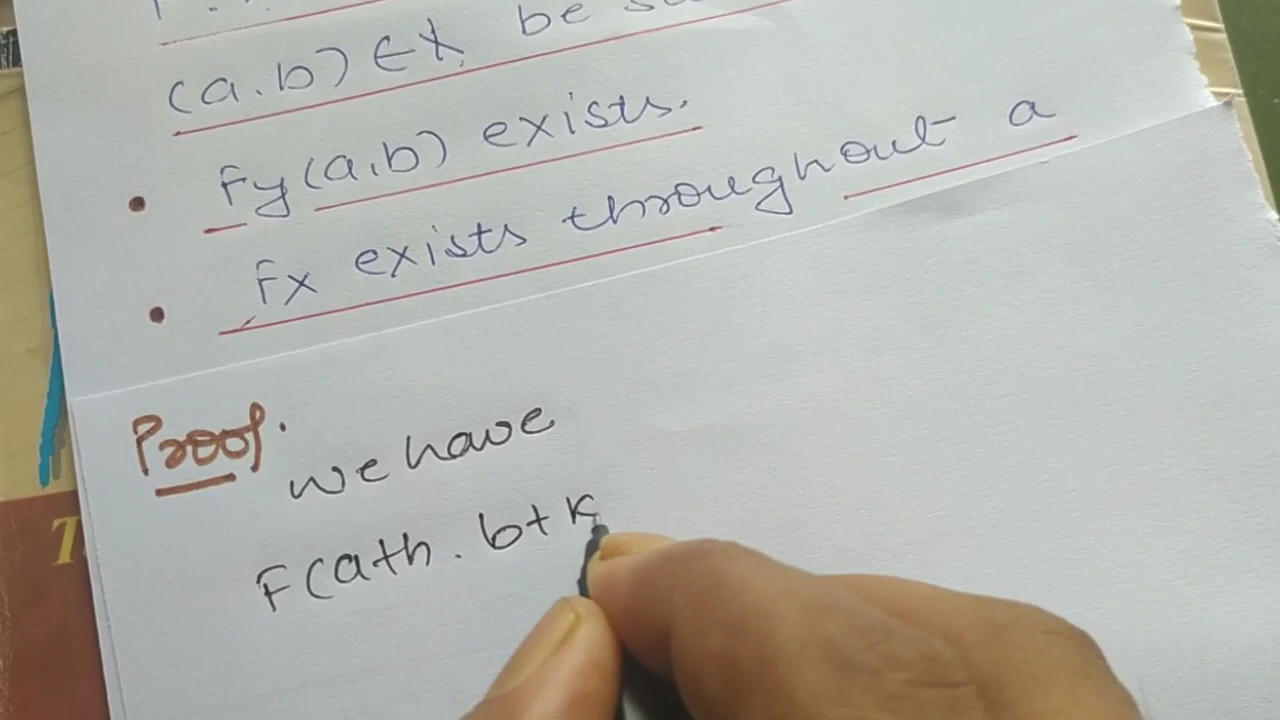 (a.b) ∈ X be
Fy(a,b) exists.
Fx exists throughout a
Proof.
we have
F(a+h. b+k